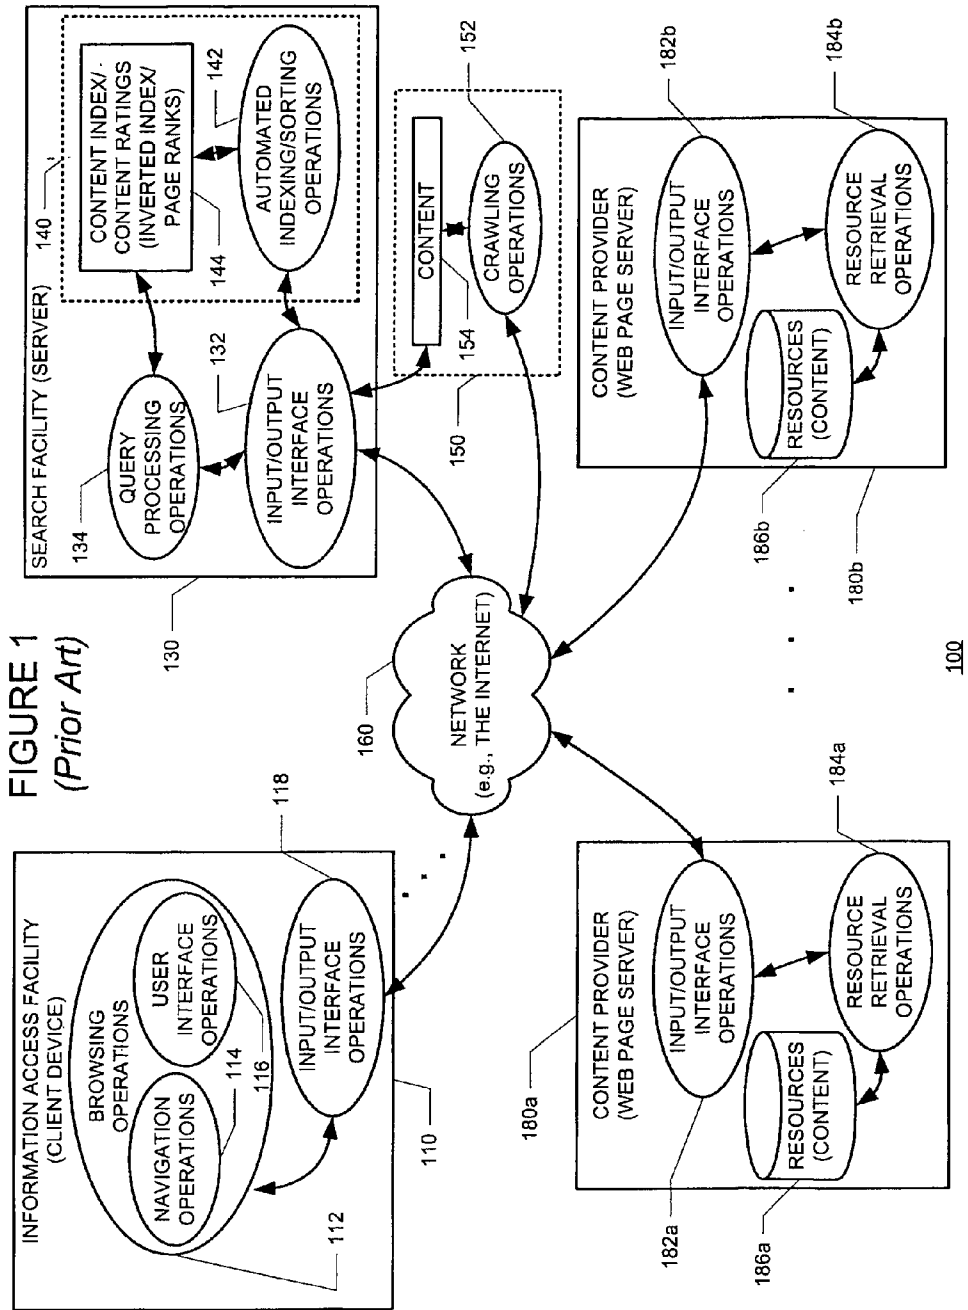 FIGURE 1
(Prior Art)
INFORMATION ACCESS FACILITY
(CLIENT DEVICE)
BROWSING
OPERATIONS
NAVIGATION
OPERATIONS
USER
INTERFACE
OPERATIONS
114
116
112
INPUT/OUTPUT
INTERFACE
OPERATIONS
118
110
SEARCH FACILITY (SERVER)
134
QUERY
PROCESSING
OPERATIONS
140
CONTENT INDEX/
CONTENT RATINGS
(INVERTED INDEX/
PAGE RANKS)
144
142
132
INPUT/OUTPUT
INTERFACE
OPERATIONS
AUTOMATED
INDEXING/SORTING
OPERATIONS
130
CONTENT
154
CRAWLING
OPERATIONS
152
150
160
NETWORK
(e.g., THE INTERNET)
180a
CONTENT PROVIDER
(WEB PAGE SERVER)
INPUT/OUTPUT
INTERFACE
OPERATIONS
182a
RESOURCES
(CONTENT)
186a
RESOURCE
RETRIEVAL
OPERATIONS
184a
CONTENT PROVIDER
(WEB PAGE SERVER)
INPUT/OUTPUT
INTERFACE
OPERATIONS
182b
RESOURCES
(CONTENT)
186b
RESOURCE
RETRIEVAL
OPERATIONS
184b
180b
100